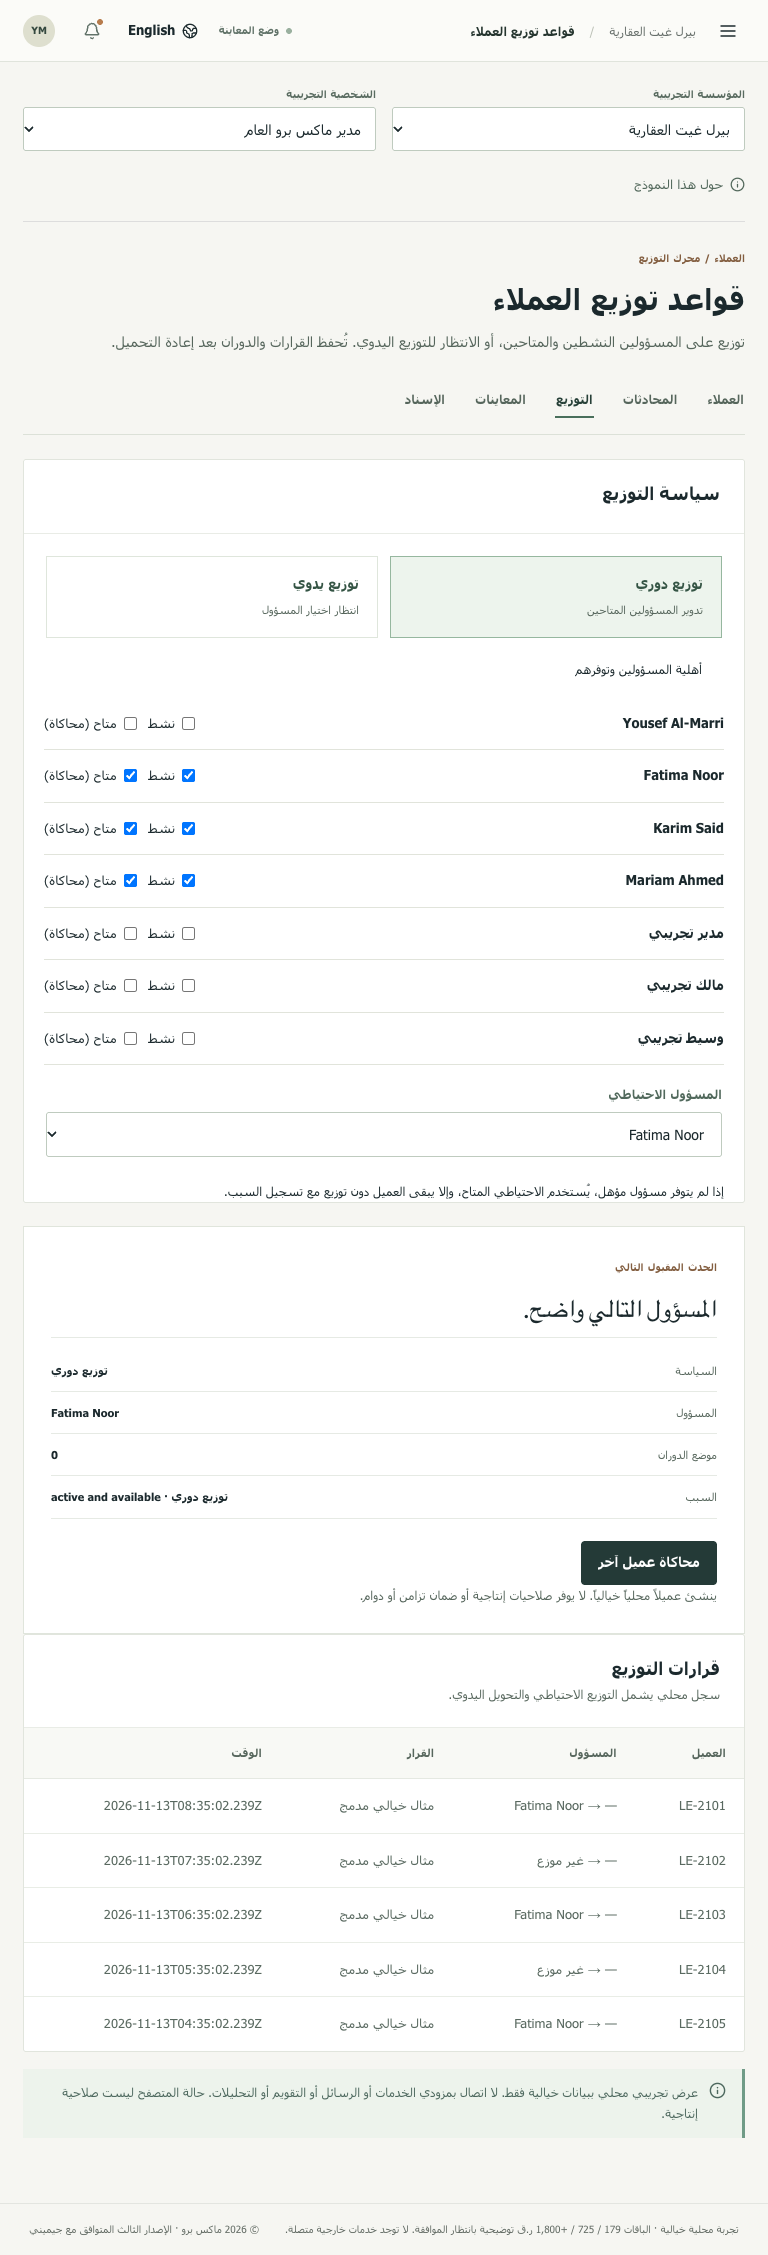 بيرل غيت العقارية / قواعد توزيع العملاء
وضع المعاينة
English
YM
المؤسسة التجريبية
بيرل غيت العقارية
الشخصية التجريبية
مدير ماكس برو العام
حول هذا النموذج
العملاء / محرك التوزيع
قواعد توزيع العملاء
توزيع على المسؤولين النشطين والمتاحين، أو الانتظار للتوزيع اليدوي. تُحفظ القرارات والدوران بعد إعادة التحميل.
العملاء المحادثات التوزيع المعاينات الإسناد
سياسة التوزيع
توزيع دوري
تدوير المسؤولين المتاحين
توزيع يدوي
انتظار اختيار المسؤول
أهلية المسؤولين وتوفرهم
Yousef Al-Marri نشط متاح (محاكاة)
Fatima Noor نشط متاح (محاكاة)
Karim Said نشط متاح (محاكاة)
Mariam Ahmed نشط متاح (محاكاة)
مدير تجريبي نشط متاح (محاكاة)
مالك تجريبي نشط متاح (محاكاة)
وسيط تجريبي نشط متاح (محاكاة)
المسؤول الاحتياطي
Fatima Noor
إذا لم يتوفر مسؤول مؤهل، يُستخدم الاحتياطي المتاح، وإلا يبقى العميل دون توزيع مع تسجيل السبب.
الحدث المقبول التالي
المسؤول التالي واضح.
السياسة توزيع دوري
المسؤول Fatima Noor
موضع الدوران 0
السبب توزيع دوري · active and available
محاكاة عميل آخر
ينشئ عميلاً محلياً خيالياً. لا يوفر صلاحيات إنتاجية أو ضمان تزامن أو دوام.
قرارات التوزيع
سجل محلي يشمل التوزيع الاحتياطي والتحويل اليدوي.
العميل المسؤول القرار الوقت
LE-2101 — → Fatima Noor مثال خيالي مدمج 2026-11-13T08:35:02.239Z
LE-2102 — → غير موزع مثال خيالي مدمج 2026-11-13T07:35:02.239Z
LE-2103 — → Fatima Noor مثال خيالي مدمج 2026-11-13T06:35:02.239Z
LE-2104 — → غير موزع مثال خيالي مدمج 2026-11-13T05:35:02.239Z
LE-2105 — → Fatima Noor مثال خيالي مدمج 2026-11-13T04:35:02.239Z
عرض تجريبي محلي ببيانات خيالية فقط. لا اتصال بمزودي الخدمات أو الرسائل أو التقويم أو التحليلات. حالة المتصفح ليست صلاحية
إنتاجية.
تجربة محلية خيالية · الباقات 179 / 725 / +1,800 ر.ق توضيحية بانتظار الموافقة. لا توجد خدمات خارجية متصلة.
© 2026 ماكس برو · الإصدار الثالث المتوافق مع جيميني